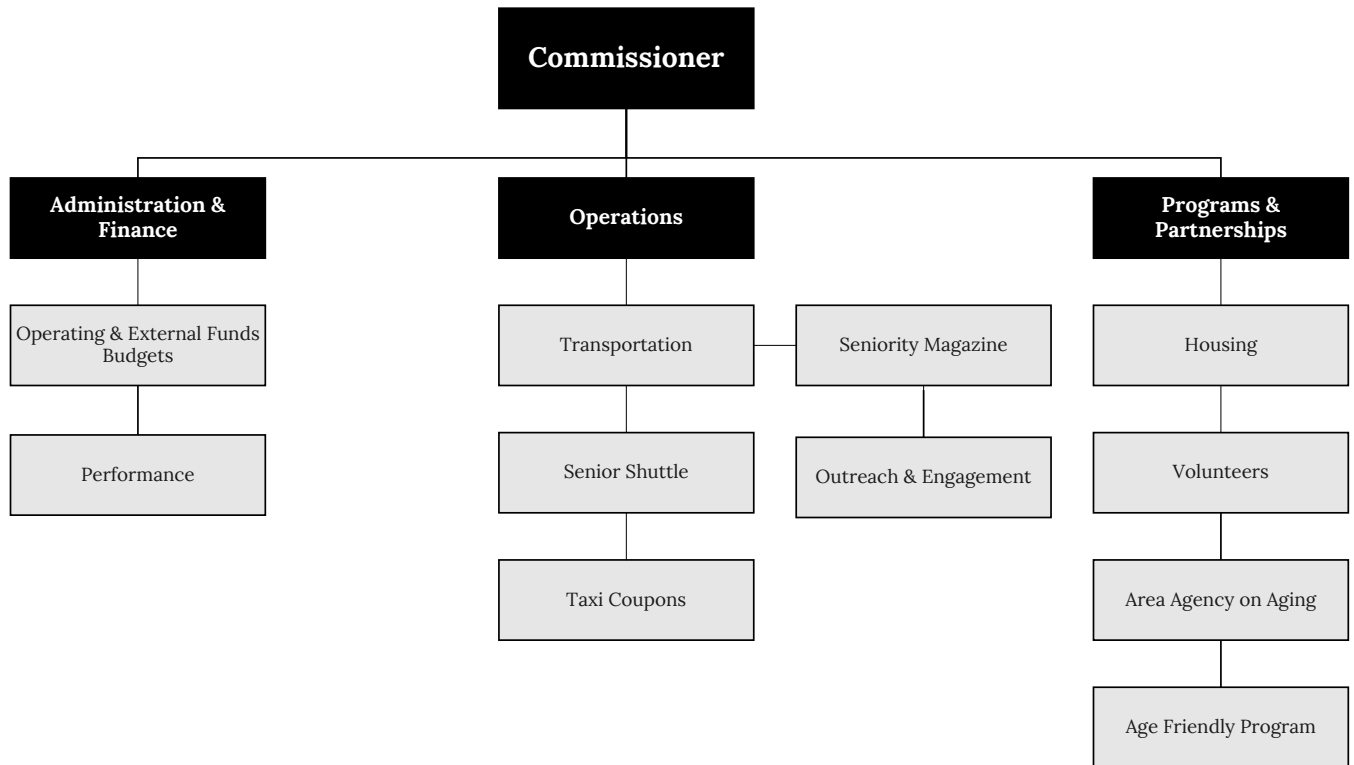 Commissioner
Administration &
Finance
Operations
Programs &
Partnerships
Operating & External Funds
Budgets
Transportation
Seniority Magazine
Housing
Performance
Senior Shuttle
Outreach & Engagement
Volunteers
Taxi Coupons
Area Agency on Aging
Age Friendly Program